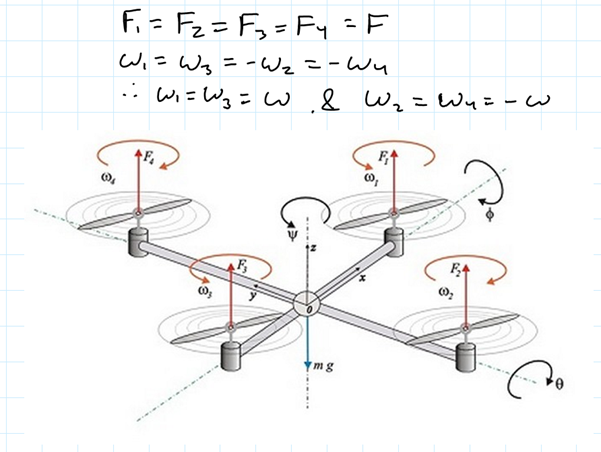 F₁ = F₂ = F₃ = F₄ = F
ω₁ = ω₃ = -ω₂ = -ω₄
∴ ω₁ = ω₃ = ω . & ω₂ = ω₄ = -ω
F₄ F₁
ω₄ ω₁
ϕ
ψ
z
F₃ F₂
x
ω₃ y ω₂
0
m g
θ